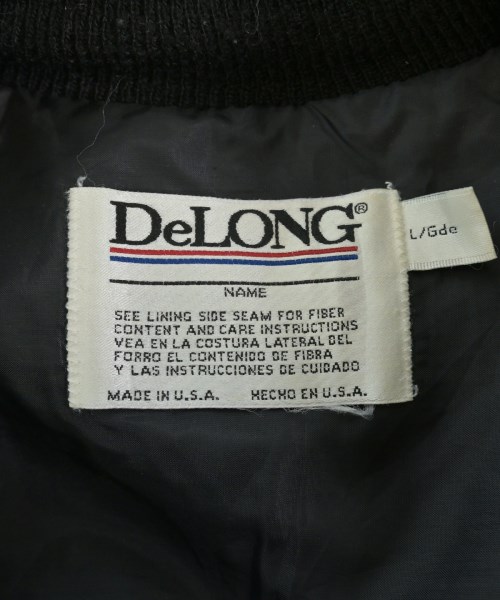 DeLONG®
L/Gde
NAME
SEE LINING SIDE SEAM FOR FIBER
CONTENT AND CARE INSTRUCTIONS
VEA EN LA COSTURA LATERAL DEL
FORRO EL CONTENIDO DE FIBRA
Y LAS INSTRUCCIONES DE CUIDADO
MADE IN U.S.A. HECHO EN U.S.A.